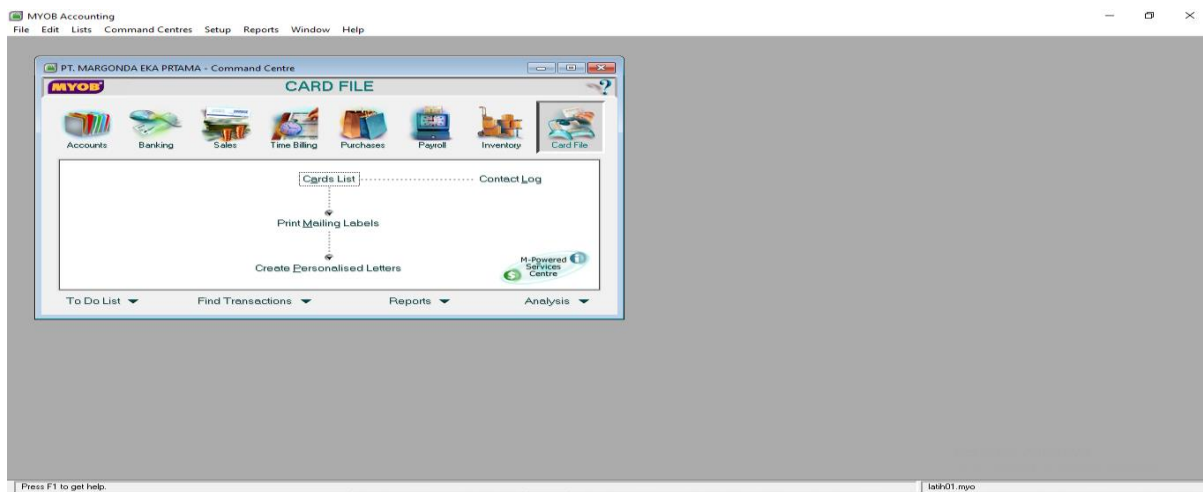 MYOB Accounting
File Edit Lists Command Centres Setup Reports Window Help
PT. MARGONDA EKA PRTAMA - Command Centre
MYOB
CARD FILE
?
Accounts Banking Sales Time Billing Purchases Payroll Inventory Card File
Cards List Contact Log
Print Mailing Labels
Create Personalised Letters
M-Powered
Services
Centre
To Do List Find Transactions Reports Analysis
Press F1 to get help.
latih01.myo